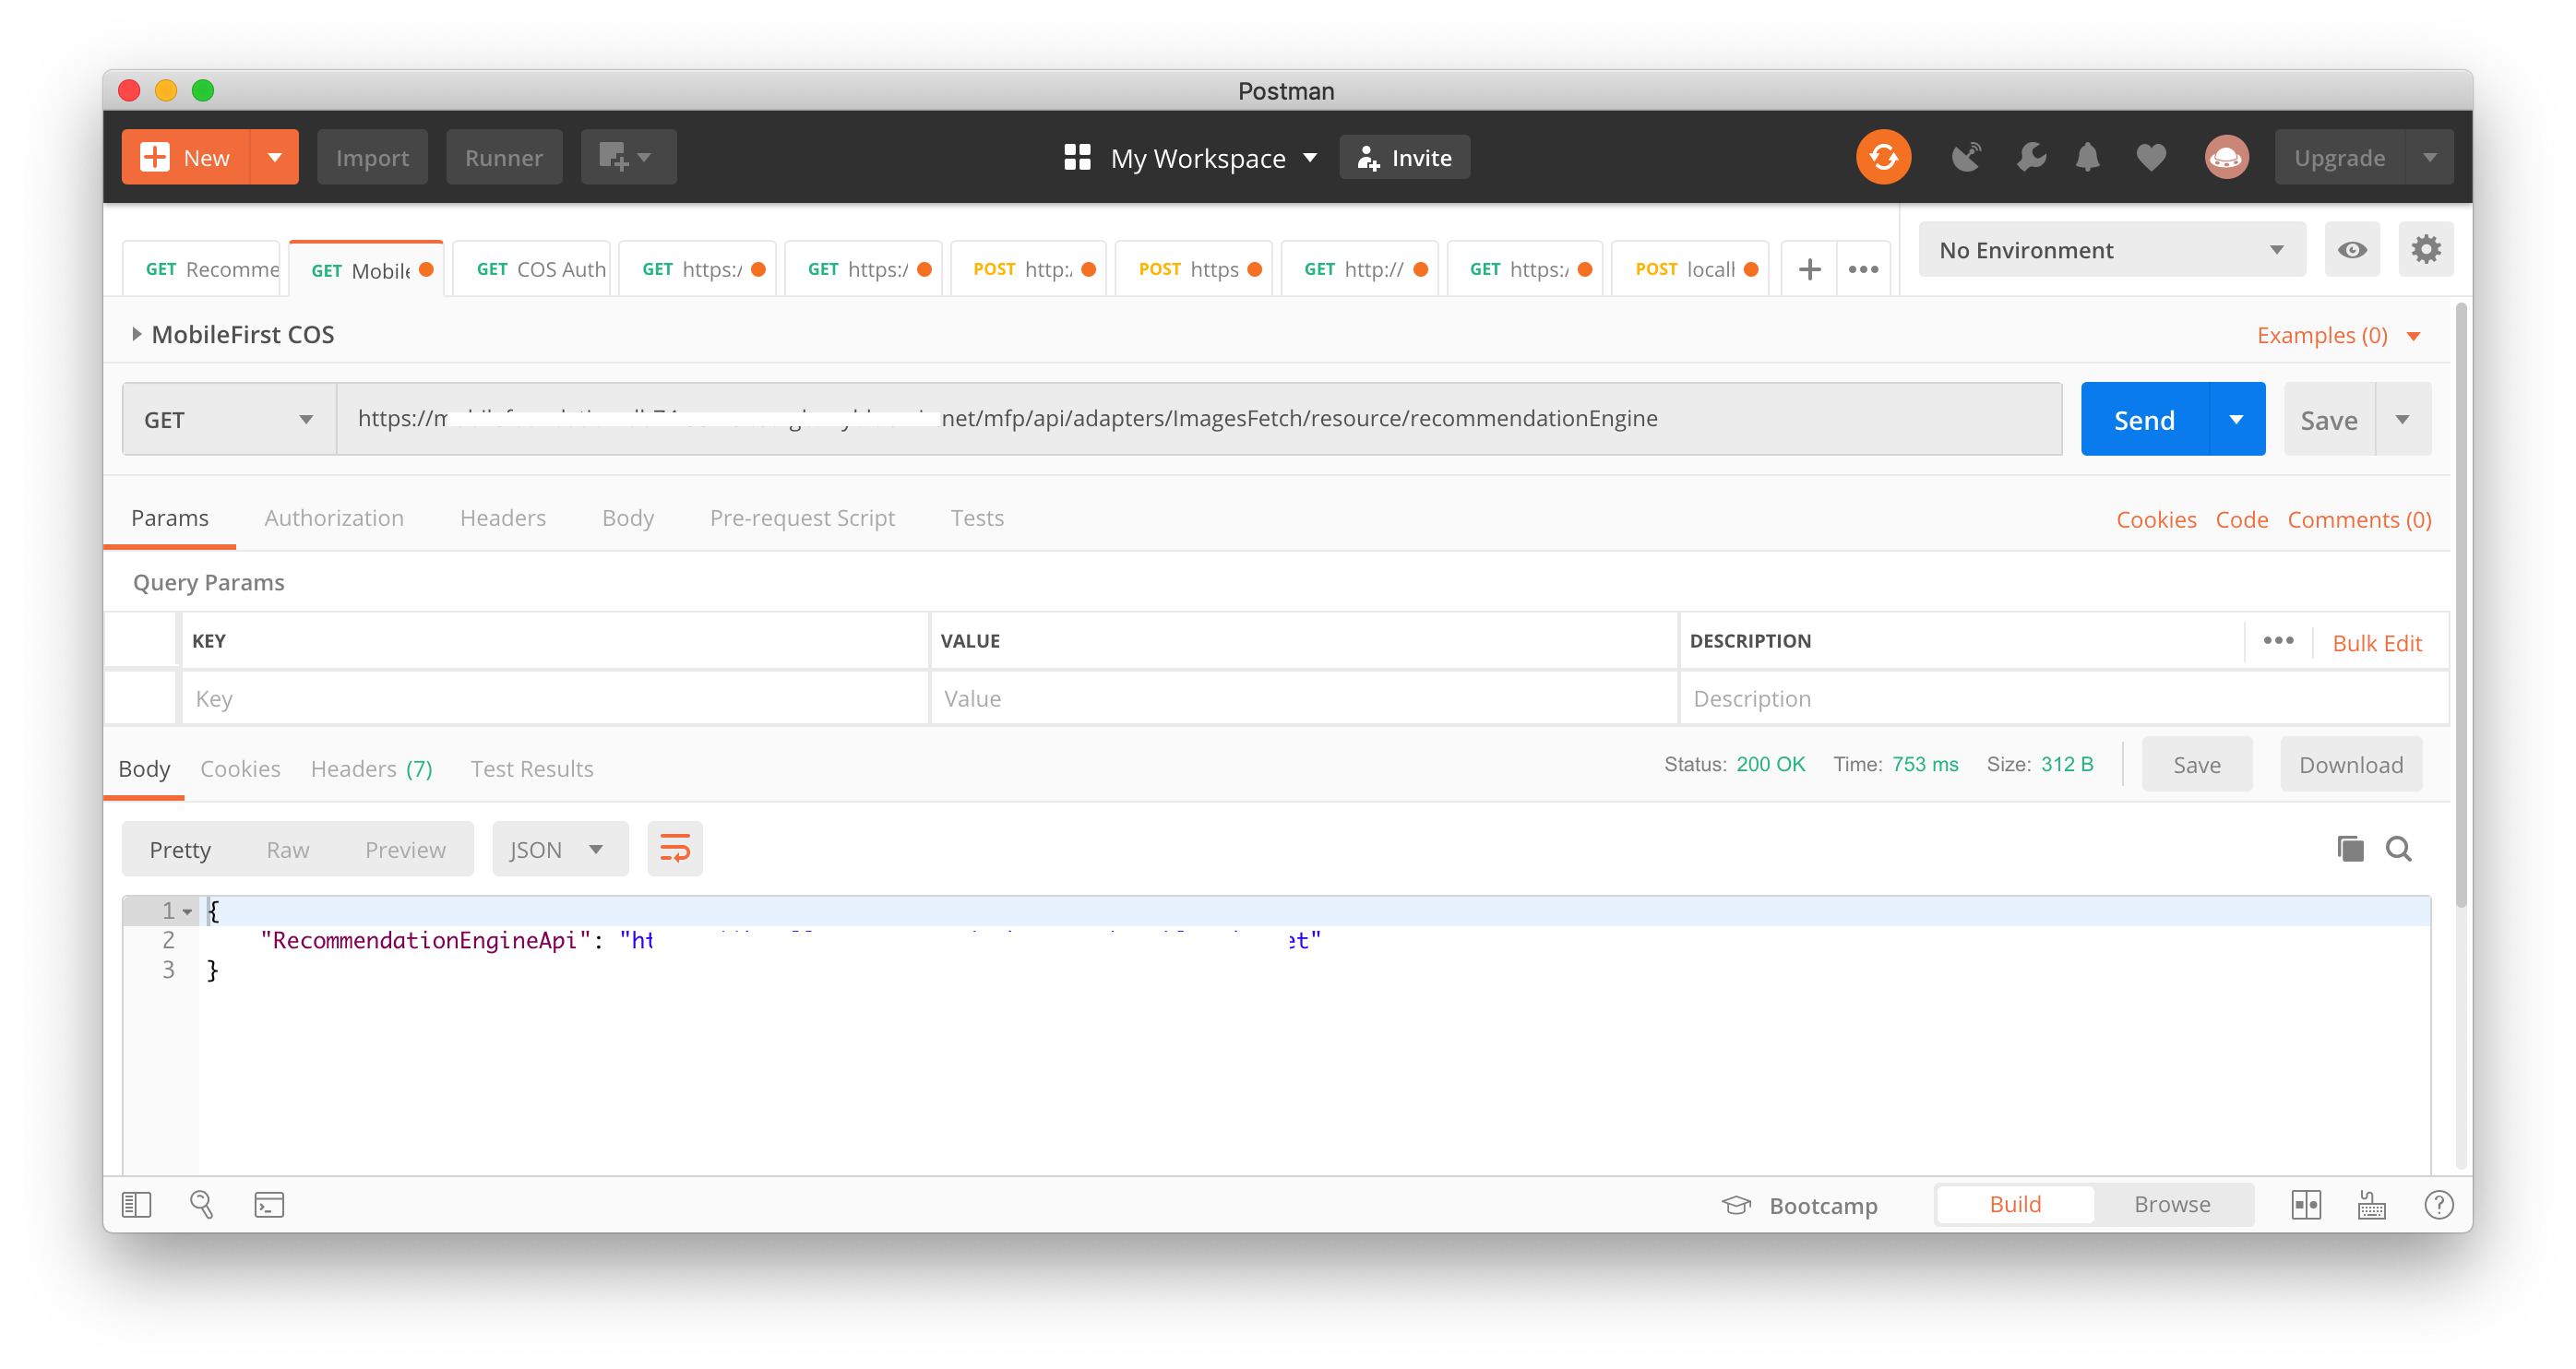 Postman
New Import Runner My Workspace Invite Upgrade
GET Recomme GET Mobile COS Auth GET https:/ GET https:/ POST http: POST https GET http:// GET https:/ POST locall No Environment
MobileFirst COS Examples (0)
GET https://m net/mfp/api/adapters/ImagesFetch/resource/recommendationEngine Send Save
Params Authorization Headers Body Pre-request Script Tests Cookies Code Comments (0)
Query Params
KEY VALUE DESCRIPTION Bulk Edit
Key Value Description
Body Cookies Headers (7) Test Results Status: 200 OK Time: 753 ms Size: 312 B Save Download
Pretty Raw Preview JSON
1 {
2 "RecommendationEngineApi": "ht et"
3 }
Bootcamp Build Browse